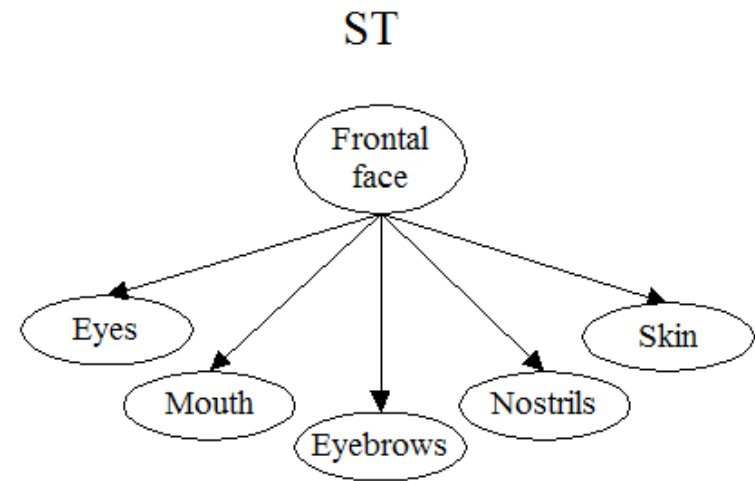 ST
Frontal
face
Eyes
Skin
Mouth
Nostrils
Eyebrows